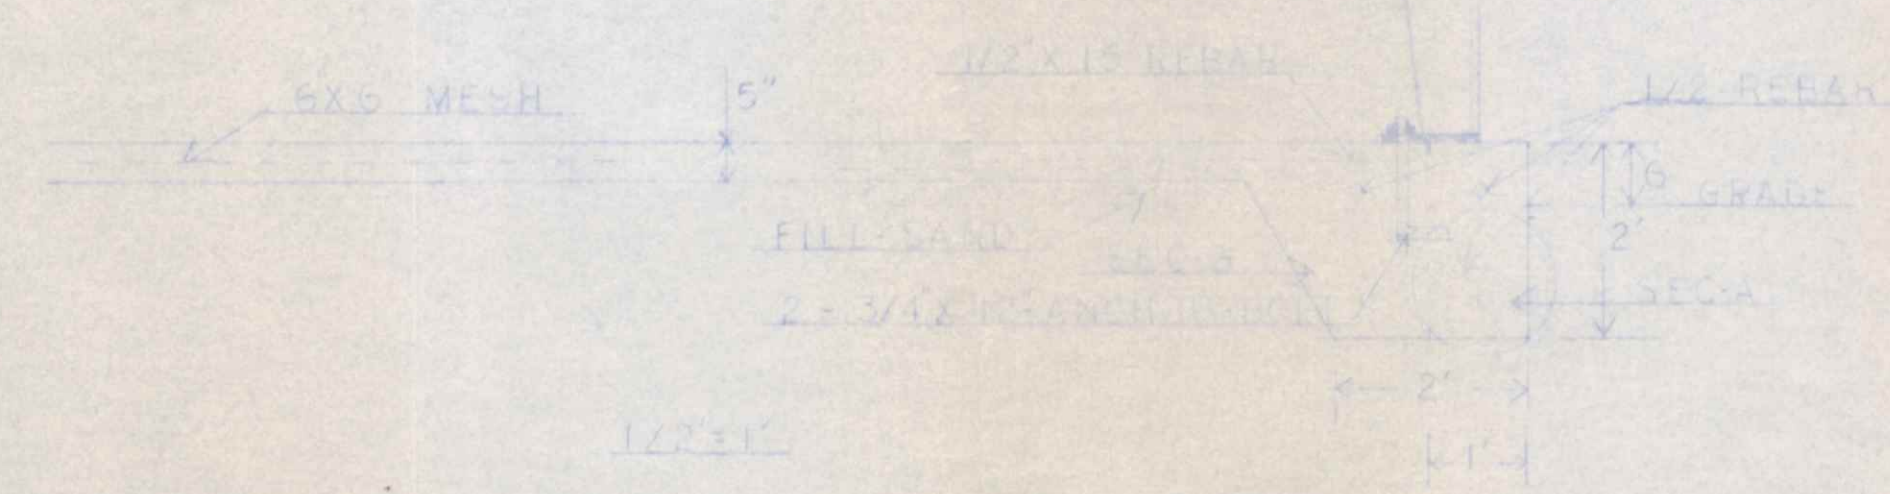 1/2" X 15 REBAR
6X6 MESH
5"
1/2 REBAR
6
GRADE
FILL-SAND
2'
SEC-A
2 - 3/4" X
2'
1/2"=1'
1'